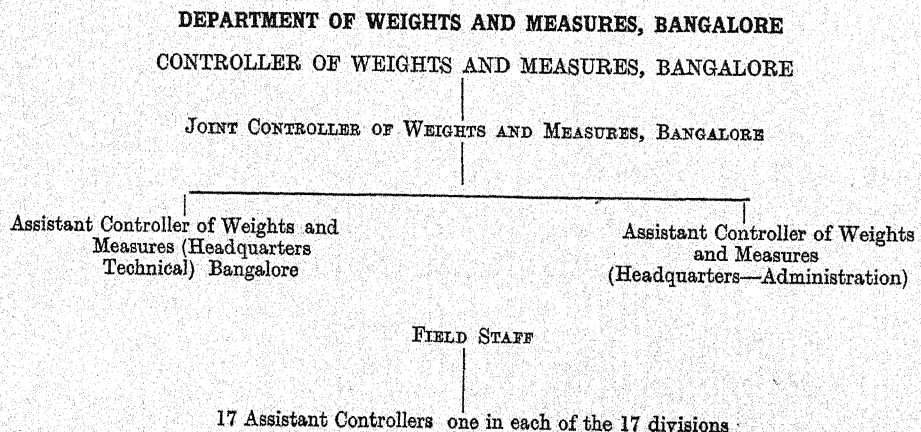 DEPARTMENT OF WEIGHTS AND MEASURES, BANGALORE
CONTROLLER OF WEIGHTS AND MEASURES, BANGALORE
JOINT CONTROLLER OF WEIGHTS AND MEASURES, BANGALORE
Assistant Controller of Weights and
Measures (Headquarters
Technical) Bangalore
Assistant Controller of Weights
and Measures
(Headquarters—Administration)
FIELD STAFF
17 Assistant Controllers one in each of the 17 divisions